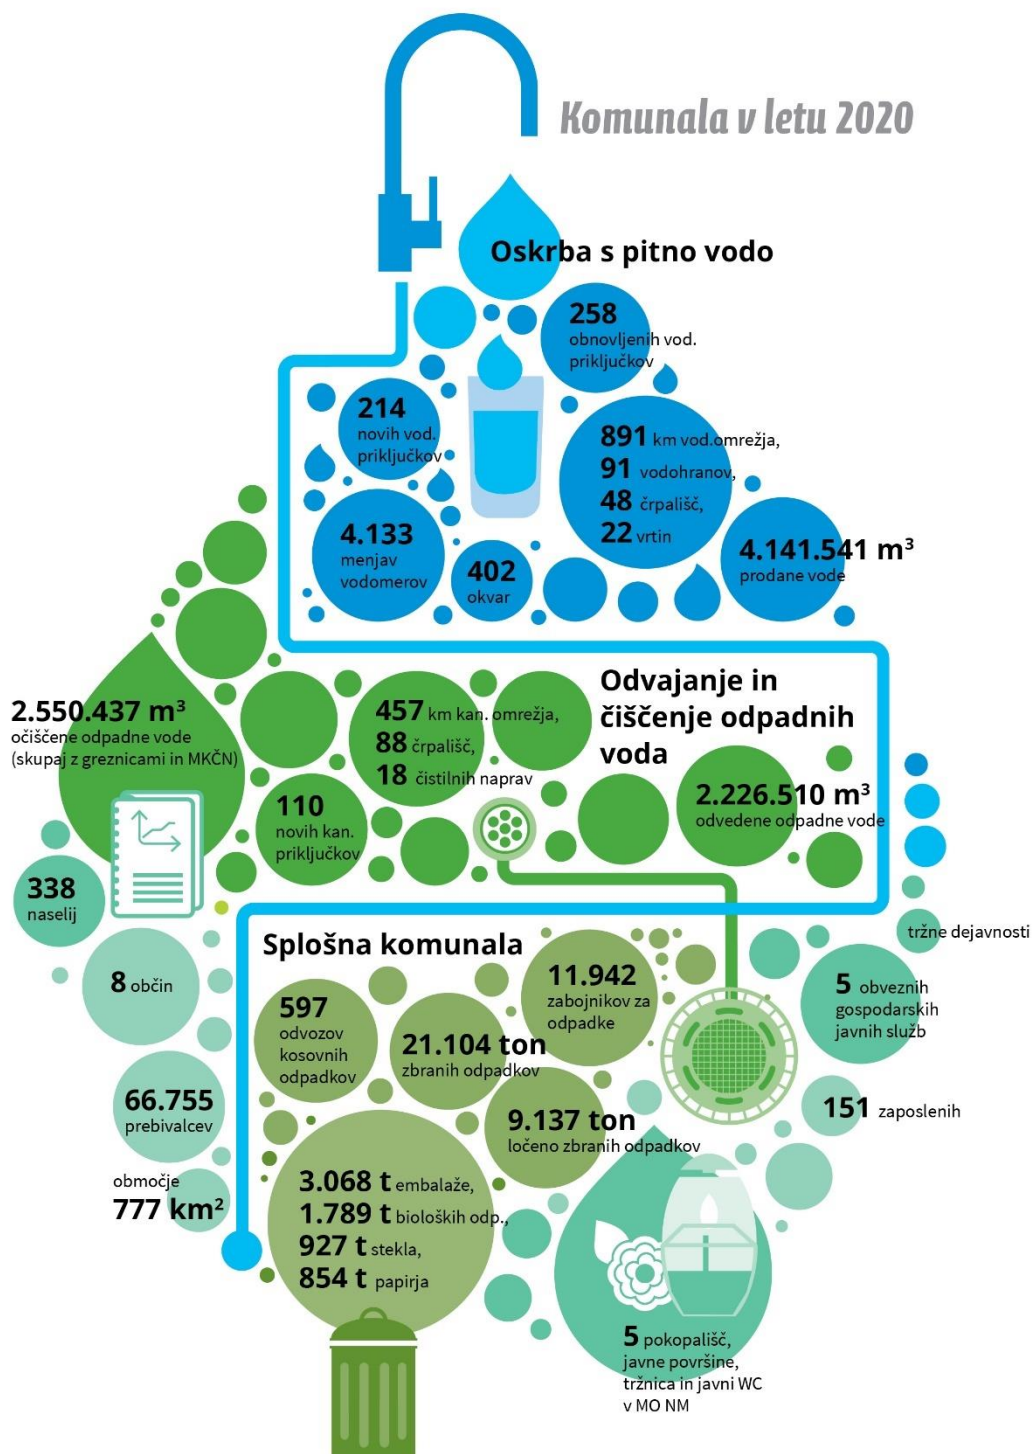 Komunala v letu 2020
Oskrba s pitno vodo
258
obnovljenih vod.
priključkov
214
novih vod.
priključkov
891 km vod.omrežja,
91 vodohranov,
48 črpališč,
22 vrtin
4.133
menjav
vodomerov
402
okvar
4.141.541 m³
prodane vode
Odvajanje in
čiščenje odpadnih
voda
2.550.437 m³
očiščene odpadne vode
(skupaj z greznicami in MKČN)
457 km kan. omrežja,
88 črpališč,
18 čistilnih naprav
110
novih kan.
priključkov
2.226.510 m³
odvedene odpadne vode
338
naselij
8 občin
66.755
prebivalcev
območje
777 km²
Splošna komunala
597
odvozov
kosovnih
odpadkov
21.104 ton
zbranih odpadkov
11.942
zabojnikov za
odpadke
9.137 ton
ločeno zbranih odpadkov
3.068 t embalaže,
1.789 t bioloških odp.,
927 t stekla,
854 t papirja
tržne dejavnosti
5 obveznih
gospodarskih
javnih služb
151 zaposlenih
5 pokopališč,
javne površine,
tržnica in javni WC
v MO NM